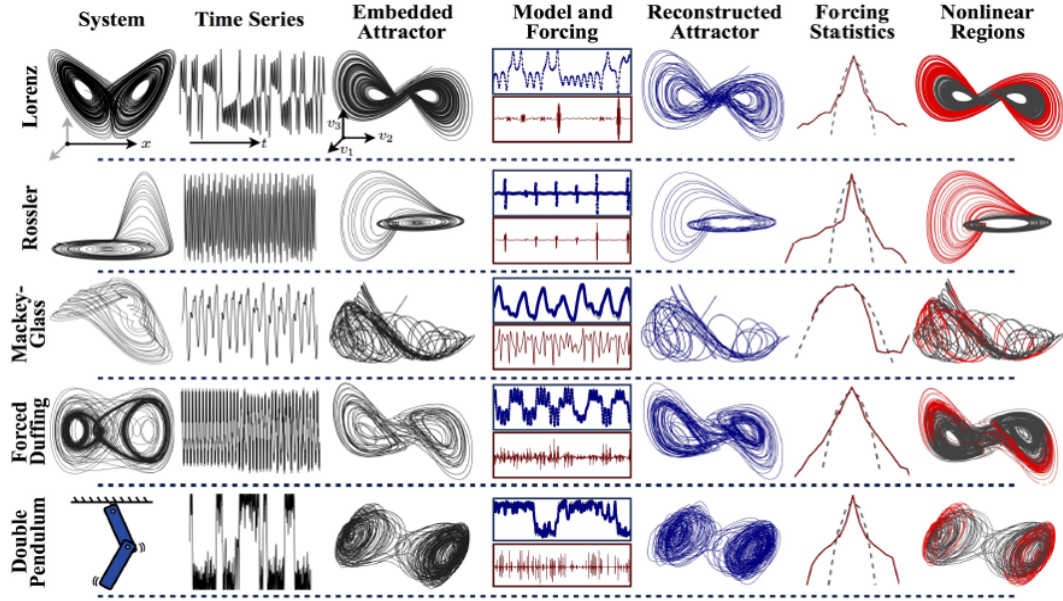 System
Time Series
Embedded
Attractor
Model and
Forcing
Reconstructed
Attractor
Forcing
Statistics
Nonlinear
Regions
Lorenz
x
t
v₃
v₂
v₁
Rossler
Mackey-
Glass
Forced
Duffing
Double
Pendulum